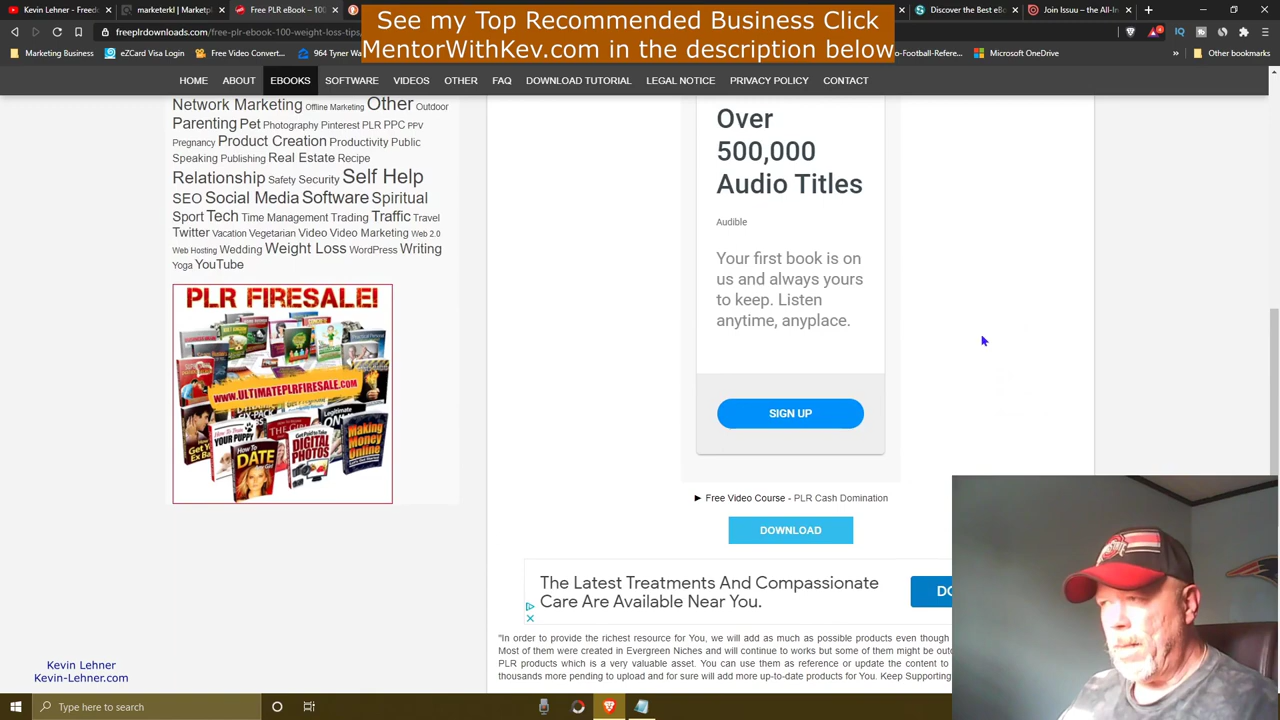 See my Top Recommended Business Click
MentorWithKev.com in the description below
Kevin Lehner - Freed
marketerkl | Marketpl
Free PLR eBook – 100
Discover the Best eB
Join Issuu – the All-In
freeplrdownloads.com/free-plr-ebook-100-weight-loss-tips
Marketing Business
eZCard Visa Login
Free Video Convert...
964 Tyner W
o-Football-Refere...
Microsoft OneDrive
Other bookmarks
HOME ABOUT EBOOKS SOFTWARE VIDEOS OTHER FAQ DOWNLOAD TUTORIAL LEGAL NOTICE PRIVACY POLICY CONTACT
Network Marketing Offline Marketing Other Outdoor
Parenting Pet Photography Pinterest PLR PPC PPV
Pregnancy Product Creation Productivity Public
Speaking Publishing Real Estate Recipe
Relationship Safety Security Self Help
SEO Social Media Software Spiritual
Sport Tech Time Management Trading Traffic Travel
Twitter Vacation Vegetarian Video Video Marketing Web 2.0
Web Hosting Wedding Weight Loss WordPress Writing
Yoga YouTube
PLR FIRESALE!
WWW.ULTIMATEPLRFIRESALE.COM
HOW TO DATE
Get Paid to Take
DIGITAL PHOTOS
Making Money Online
Over
500,000
Audio Titles
Audible
Your first book is on
us and always yours
to keep. Listen
anytime, anyplace.
SIGN UP
► Free Video Course - PLR Cash Domination
DOWNLOAD
The Latest Treatments And Compassionate
Care Are Available Near You.
"In order to provide the richest resource for You, we will add as much as possible products even though
Most of them were created in Evergreen Niches and will continue to works but some of them might be
PLR products which is a very valuable asset. You can use them as reference or update the content to
thousands more pending to upload and for sure will add more up-to-date products for You. Keep Supporting
Kevin Lehner
Kevin-Lehner.com
Type here to search